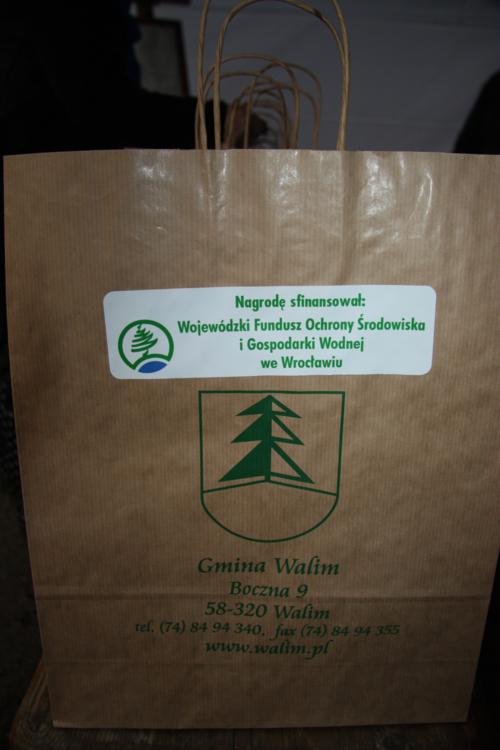 Nagrodę sfinansował:
Wojewódzki Fundusz Ochrony Środowiska
i Gospodarki Wodnej
we Wrocławiu
Gmina Walim
Boczna 9
58-320 Walim
tel. (74) 84 94 340, fax (74) 84 94 355
www.walim.pl